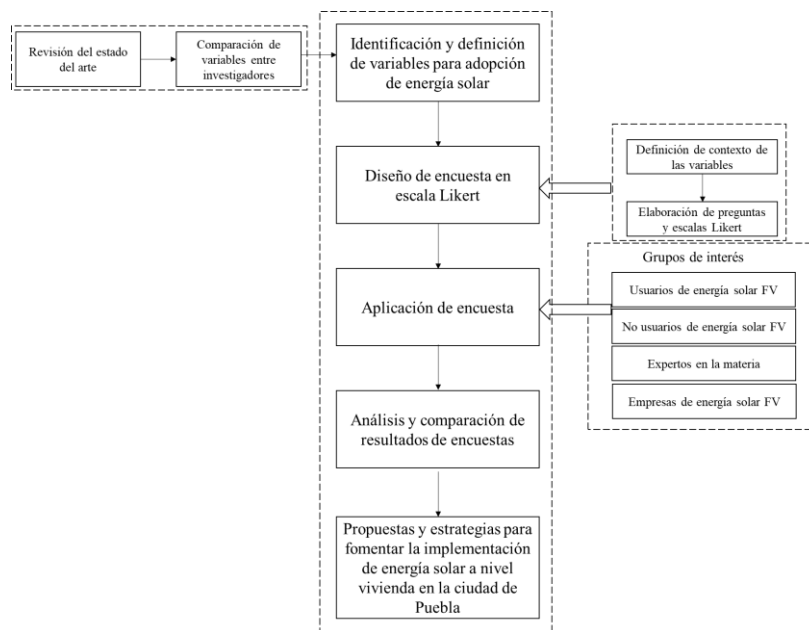 Revisión del estado
del arte
Comparación de
variables entre
investigadores
Identificación y definición
de variables para adopción
de energía solar
Diseño de encuesta en
escala Likert
Definición de contexto de
las variables
Elaboración de preguntas
y escalas Likert
Aplicación de encuesta
Grupos de interés
Usuarios de energía solar FV
No usuarios de energía solar FV
Expertos en la materia
Empresas de energía solar FV
Análisis y comparación de
resultados de encuestas
Propuestas y estrategias para
fomentar la implementación
de energía solar a nivel
vivienda en la ciudad de
Puebla